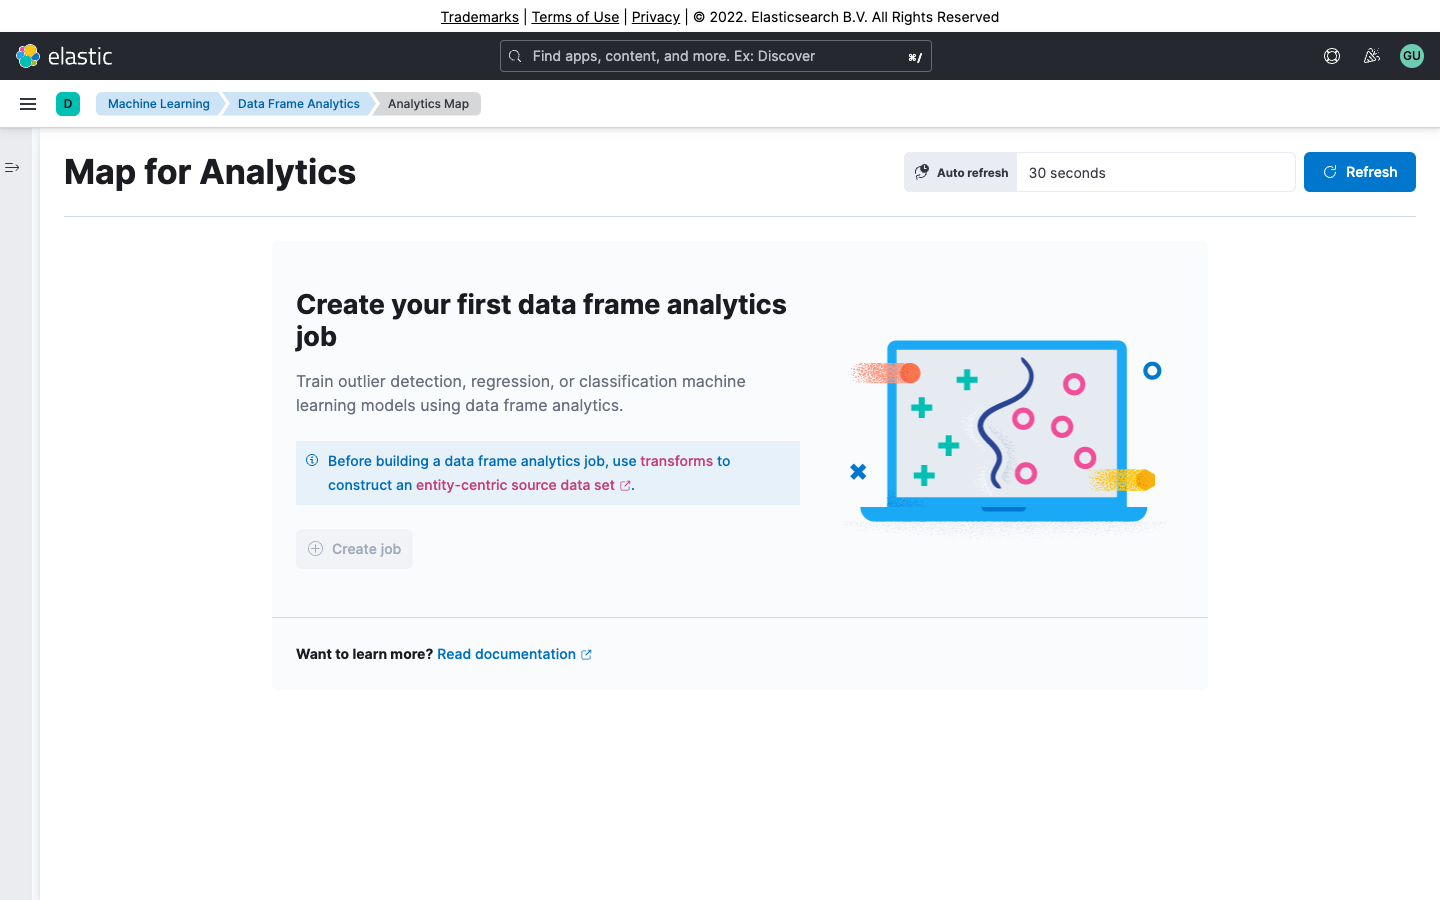 Trademarks | Terms of Use | Privacy | © 2022. Elasticsearch B.V. All Rights Reserved
elastic
Find apps, content, and more. Ex: Discover
⌘/
GU
D
Machine Learning
Data Frame Analytics
Analytics Map
Map for Analytics
Auto refresh
30 seconds
Refresh
Create your first data frame analytics
job
Train outlier detection, regression, or classification machine
learning models using data frame analytics.
Before building a data frame analytics job, use transforms to
construct an entity-centric source data set.
Create job
Want to learn more? Read documentation